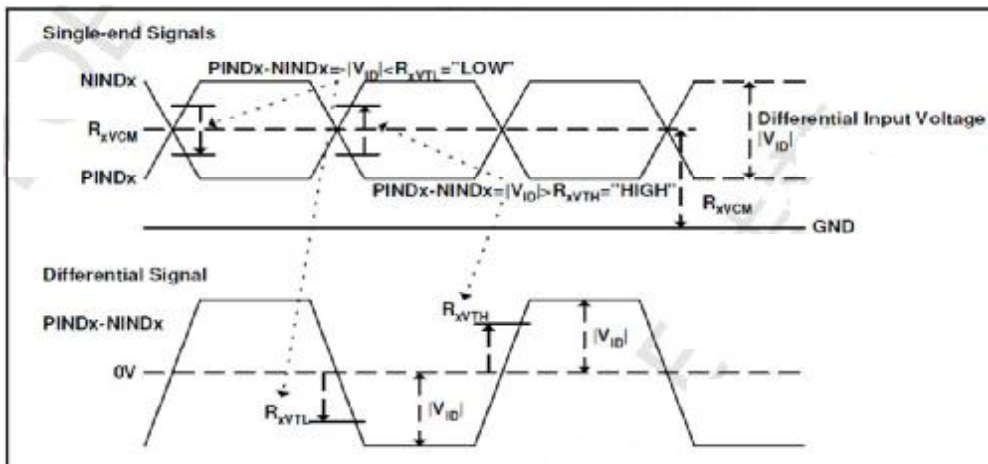 Single-end Signals
PINDx-NINDx=-|VID|<RxVTL="LOW"
NINDx
RxVCM
Differential Input Voltage
|VID|
PINDx
PINDx-NINDx=|VID|>RxVTH="HIGH"
RxVCM
GND
Differential Signal
RxVTH
PINDx-NINDx
|VID|
0V
RxVTL
|VID|